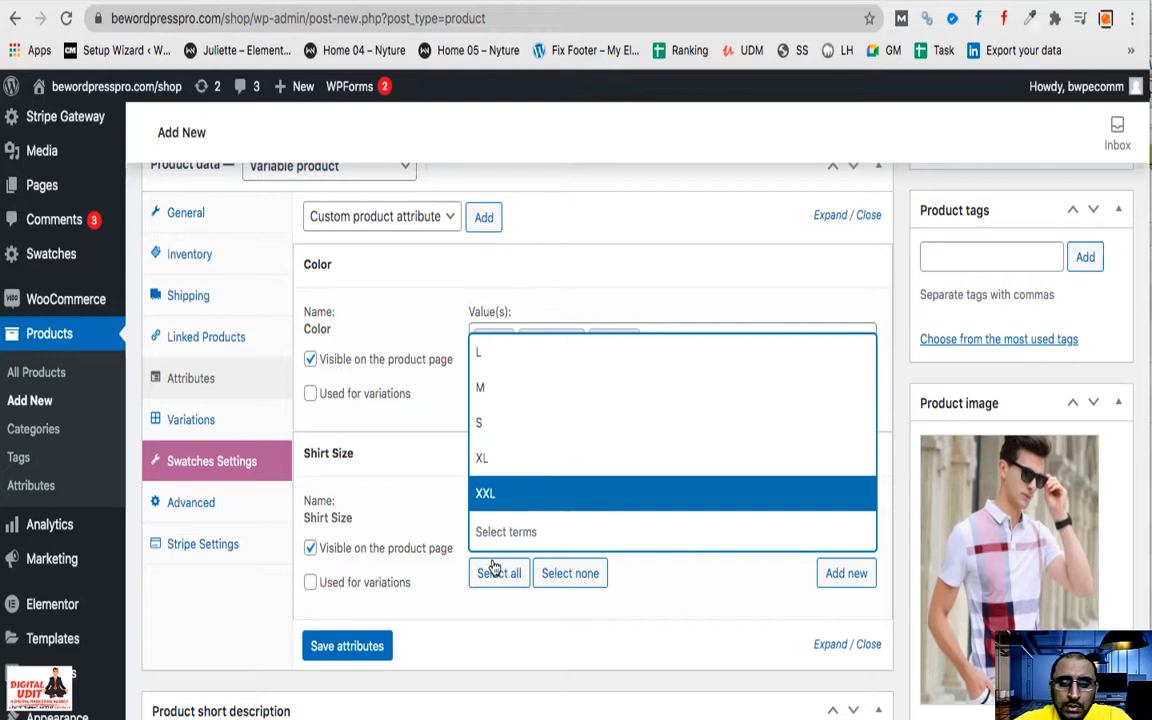 bewordpresspro.com/shop/wp-admin/post-new.php?post_type=product
Apps
Setup Wizard ‹ W...
Juliette – Element...
Home 04 – Nyture
Home 05 – Nyture
Fix Footer – My El...
Ranking
UDM
SS
LH
GM
Task
Export your data
»
bewordpresspro.com/shop
2
3
New
WPForms 2
Howdy, bwpecomm
Stripe Gateway
Media
Pages
Comments 3
Swatches
WooCommerce
Products
All Products
Add New
Categories
Tags
Attributes
Analytics
Marketing
Elementor
Templates
Appearance
DIGITAL
UDIT
Add New
Inbox
Product data — Variable product
General
Inventory
Shipping
Linked Products
Attributes
Variations
Swatches Settings
Advanced
Stripe Settings
Custom product attribute
Add
Expand / Close
Color
Name:
Color
Visible on the product page
Used for variations
Value(s):
L
M
S
XL
XXL
Select terms
Shirt Size
Name:
Shirt Size
Visible on the product page
Used for variations
Select all
Select none
Add new
Save attributes
Expand / Close
Product short description
Product tags
Add
Separate tags with commas
Choose from the most used tags
Product image